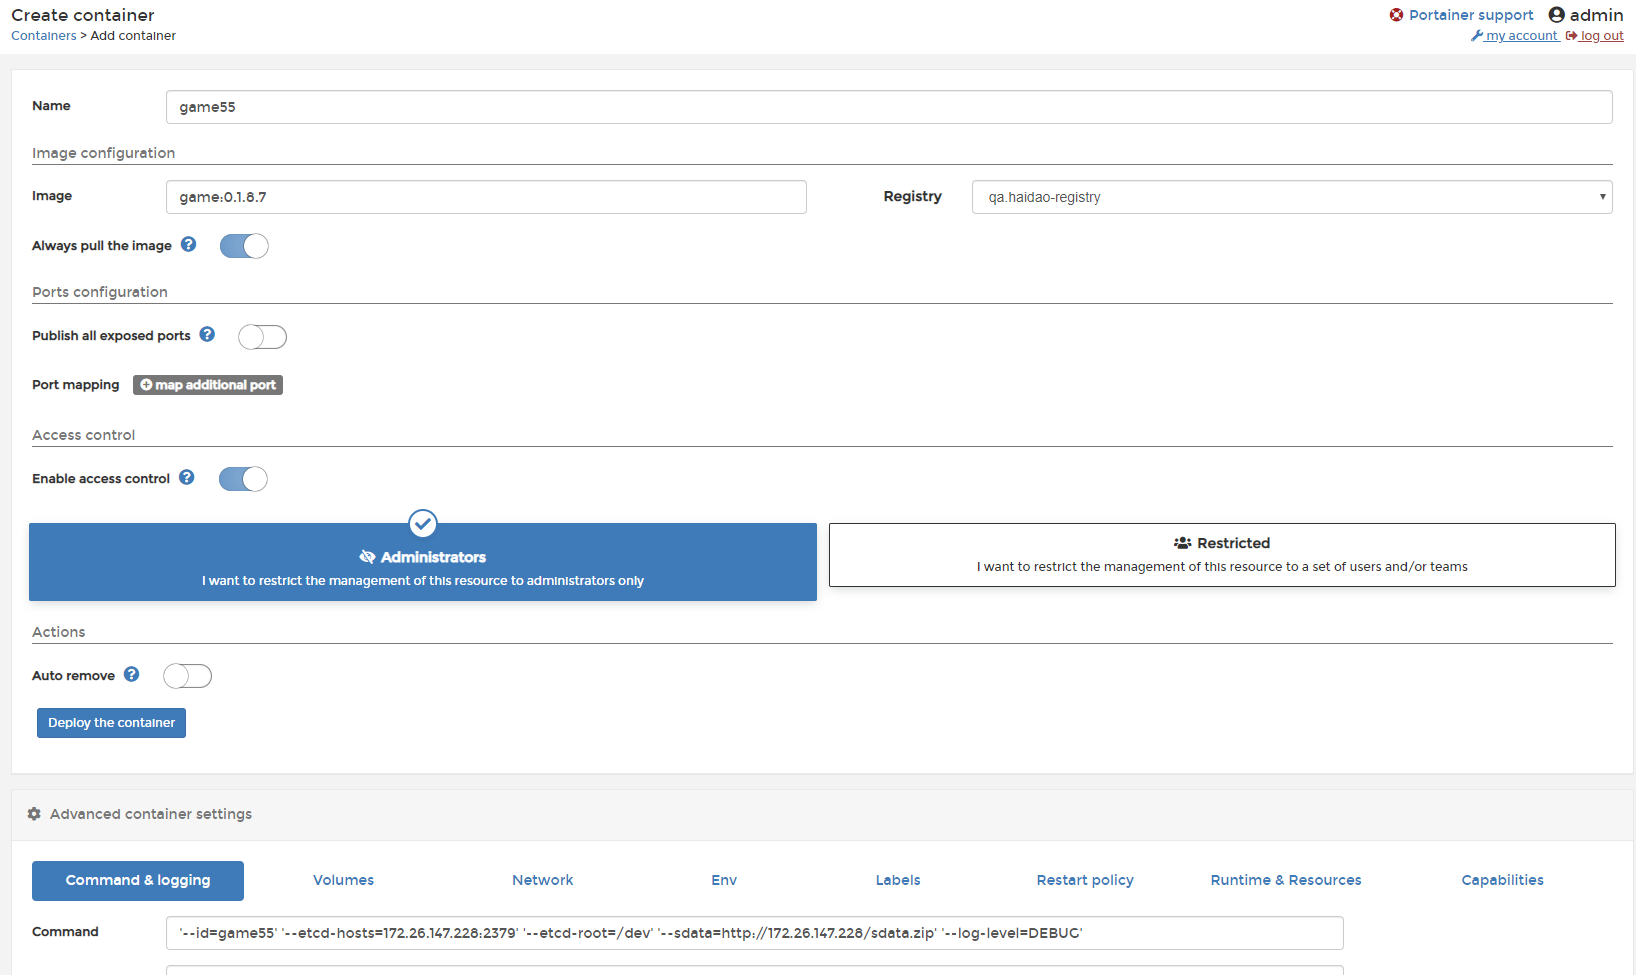 Create container
Portainer support admin
Containers > Add container
my account log out
Name game55
Image configuration
Image game:0.1.8.7 Registry qa.haidao-registry
Always pull the image
Ports configuration
Publish all exposed ports
Port mapping map additional port
Access control
Enable access control
Administrators
I want to restrict the management of this resource to administrators only
Restricted
I want to restrict the management of this resource to a set of users and/or teams
Actions
Auto remove
Deploy the container
Advanced container settings
Command & logging Volumes Network Env Labels Restart policy Runtime & Resources Capabilities
Command '--id=game55' '--etcd-hosts=172.26.147.228:2379' '--etcd-root=/dev' '--sdata=http://172.26.147.228/sdata.zip' '--log-level=DEBUG'